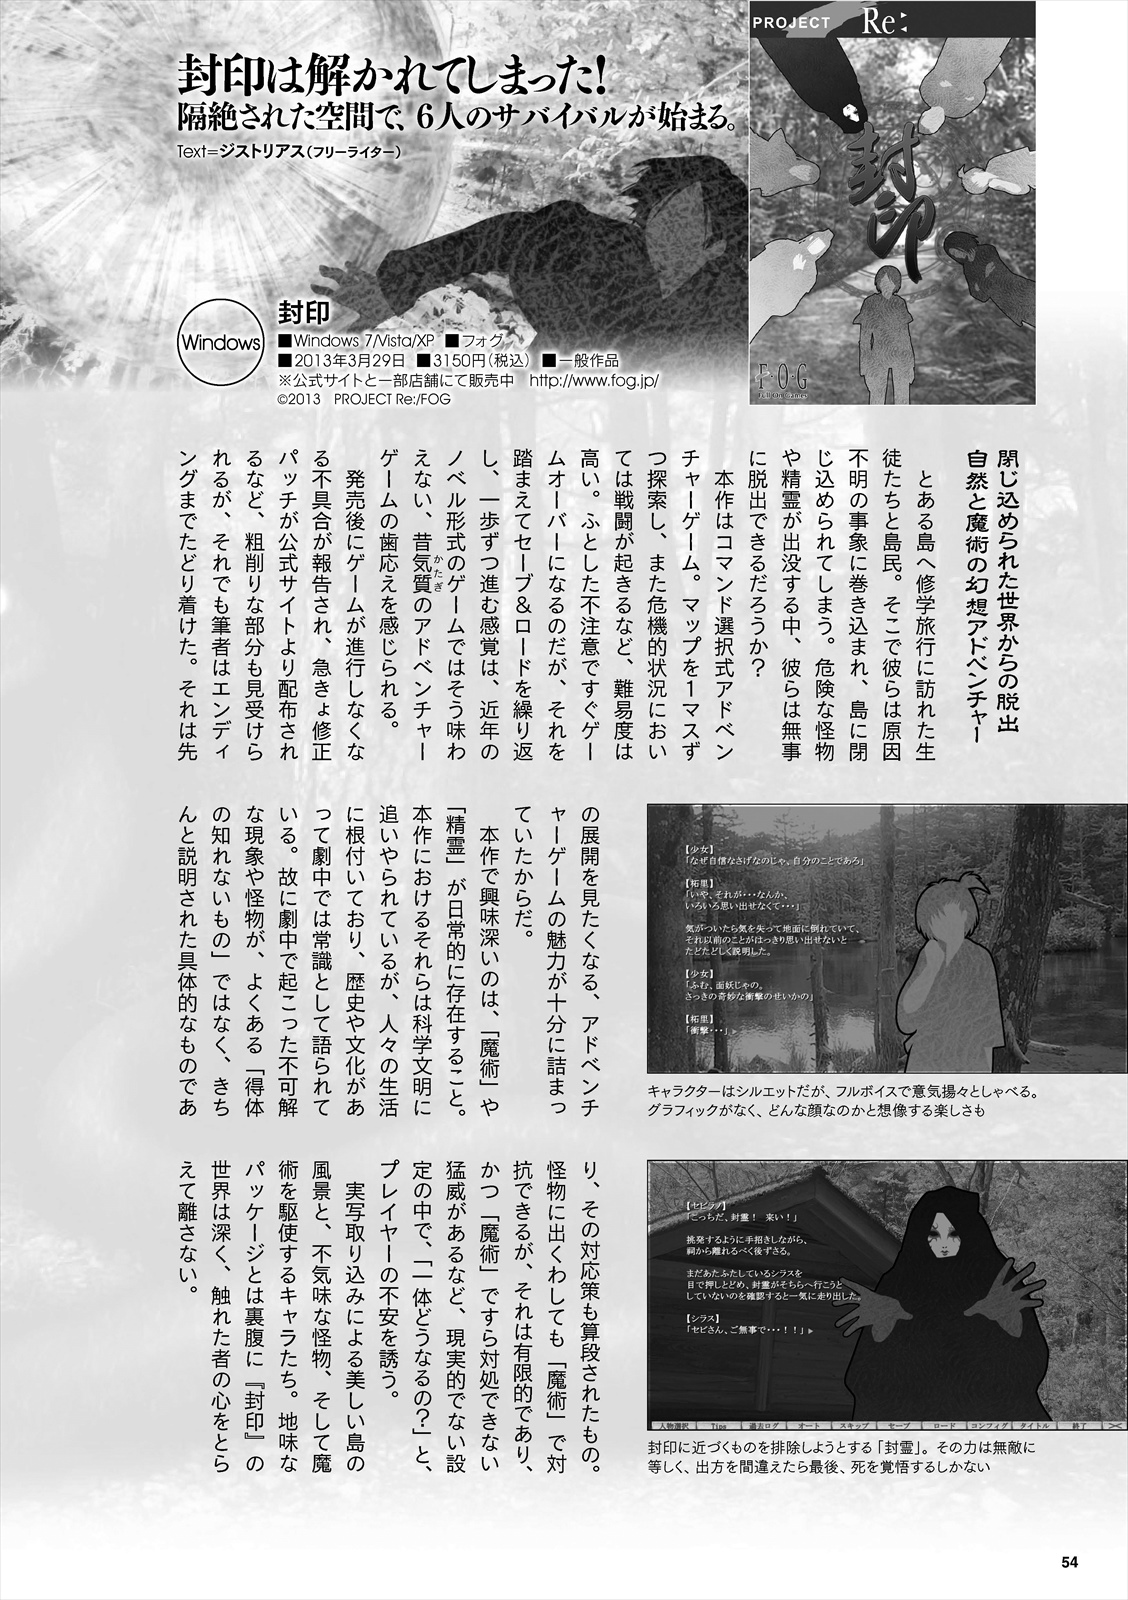 PROJECT Re:
封印
F・O・G
Full On Games
封印は解かれてしまった!
隔絶された空間で、6人のサバイバルが始まる。
Text=ジストリアス(フリーライター)
Windows
封印
■Windows 7/Vista/XP ■フォグ
■2013年3月29日 ■3150円(税込) ■一般作品
※公式サイトと一部店舗にて販売中 http://www.fog.jp/
©2013 PROJECT Re:/FOG
閉じ込められた世界からの脱出
自然と魔術の幻想アドベンチャー
とある島へ修学旅行に訪れた生
徒たちと島民。そこで彼らは原因
不明の事象に巻き込まれ、島に閉
じ込められてしまう。危険な怪物
や精霊が出没する中、彼らは無事
に脱出できるだろうか?
本作はコマンド選択式アドベン
チャーゲーム。マップを1マスず
つ探索し、また危機的状況におい
ては戦闘が起きるなど、難易度は
高い。ふとした不注意ですぐゲー
ムオーバーになるのだが、それを
踏まえてセーブ&ロードを繰り返
し、一歩ずつ進む感覚は、近年の
ノベル形式のゲームではそう味わ
えない、昔気質かたぎのアドベンチャー
ゲームの歯応えを感じられる。
発売後にゲームが進行しなくな
る不具合が報告され、急きょ修正
パッチが公式サイトより配布され
るなど、粗削りな部分も見受けら
れるが、それでも筆者はエンディ
ングまでたどり着けた。それは先
の展開を見たくなる、アドベンチ
ャーゲームの魅力が十分に詰まっ
ていたからだ。
本作で興味深いのは、「魔術」や
「精霊」が日常的に存在すること。
本作におけるそれらは科学文明に
追いやられているが、人々の生活
に根付いており、歴史や文化があ
って劇中では常識として語られて
いる。故に劇中で起こった不可解
な現象や怪物が、よくある「得体
の知れないもの」ではなく、きち
んと説明された具体的なものであ
り、その対応策も算段されたもの。
怪物に出くわしても「魔術」で対
抗できるが、それは有限的であり、
かつ「魔術」ですら対処できない
猛威があるなど、現実的でない設
定の中で、「一体どうなるの?」と、
プレイヤーの不安を誘う。
実写取り込みによる美しい島の
風景と、不気味な怪物、そして魔
術を駆使するキャラたち。地味な
パッケージとは裏腹に『封印』の
世界は深く、触れた者の心をとら
えて離さない。
【少女】
「なぜ自信なさげなのじゃ、自分のことであろ」
【柘里】
「いや、それが・・・なんか、
いろいろ思い出せなくて・・・」
気がついたら気を失って地面に倒れていて、
それ以前のことがはっきり思い出せないと
たどたどしく説明した。
【少女】
「ふむ、面妖じゃの。
さっきの奇妙な衝撃のせいかの」
【柘里】
「衝撃・・・」
キャラクターはシルエットだが、フルボイスで意気揚々としゃべる。
グラフィックがなく、どんな顔なのかと想像する楽しさも
【セピラノ】
「こっちだ、封霊! 来い!」
挑発するように手招きしながら、
祠から離れるべく後ずさる。
まだあたふたしているシラスを
目で押しとどめ、封霊がそちらへ行こうと
していないのを確認すると一気に走り出した。
【シラス】
「セピさん、ご無事で・・・!!」
人物選択 Tips 過去ログ オート スキップ セーブ ロード コンフィグ タイトル 終了
封印に近づくものを排除しようとする「封霊」。その力は無敵に
等しく、出方を間違えたら最後、死を覚悟するしかない
54